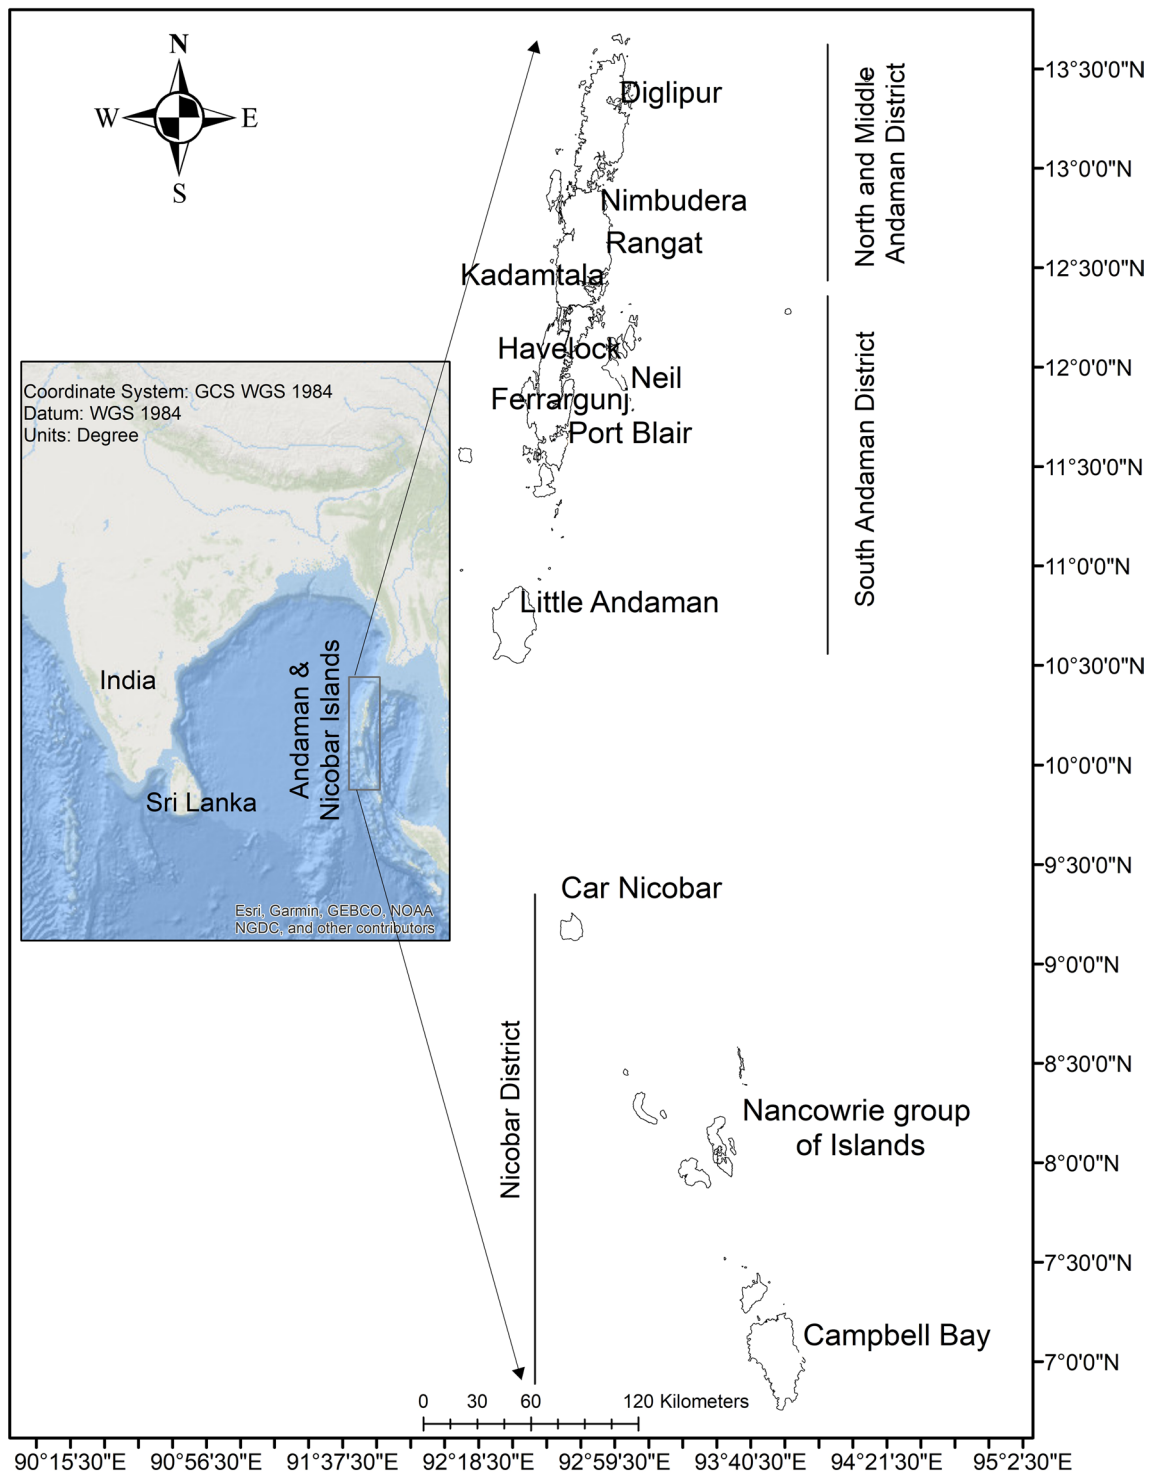 N
W
E
S
Diglipur
Nimbudera
Rangat
Kadamtala
Havelock
Neil
Ferrargunj
Port Blair
Little Andaman
Car Nicobar
Nancowrie group
of Islands
Campbell Bay
North and Middle
Andaman District
South Andaman District
Nicobar District
Coordinate System: GCS WGS 1984
Datum: WGS 1984
Units: Degree
India
Sri Lanka
Andaman &
Nicobar Islands
Esri, Garmin, GEBCO, NOAA
NGDC, and other contributors
13°30'0"N
13°0'0"N
12°30'0"N
12°0'0"N
11°30'0"N
11°0'0"N
10°30'0"N
10°0'0"N
9°30'0"N
9°0'0"N
8°30'0"N
8°0'0"N
7°30'0"N
7°0'0"N
0 30 60 120 Kilometers
90°15'30"E 90°56'30"E 91°37'30"E 92°18'30"E 92°59'30"E 93°40'30"E 94°21'30"E 95°2'30"E